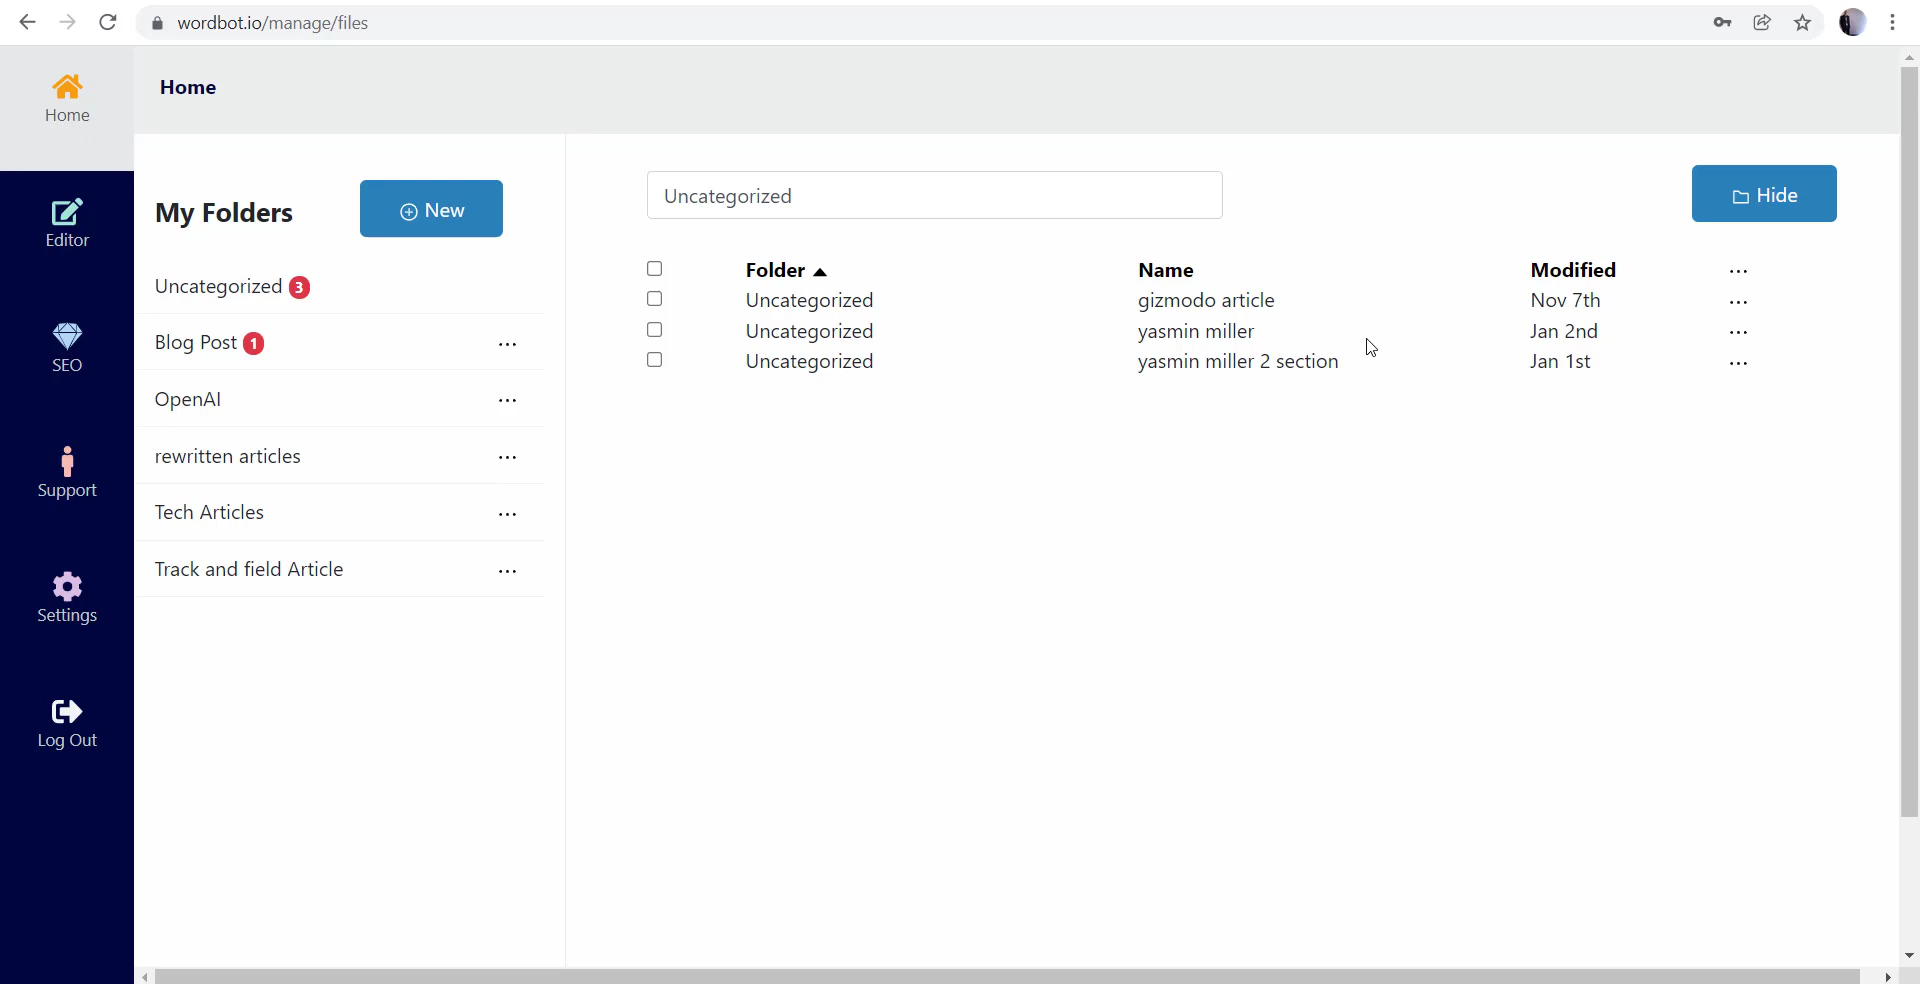 wordbot.io/manage/files
Home
Home
Editor
SEO
Support
Settings
Log Out
My Folders
New
Uncategorized 3
Blog Post 1
OpenAI
rewritten articles
Tech Articles
Track and field Article
Uncategorized
Hide
Folder Name Modified
Uncategorized gizmodo article Nov 7th
Uncategorized yasmin miller Jan 2nd
Uncategorized yasmin miller 2 section Jan 1st